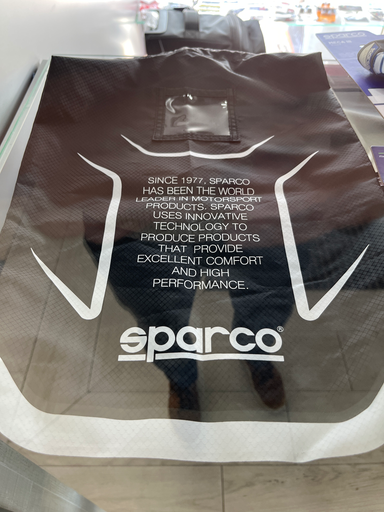 SINCE 1977, SPARCO
HAS BEEN THE WORLD
LEADER IN MOTORSPORT
PRODUCTS. SPARCO
USES INNOVATIVE
TECHNOLOGY TO
PRODUCE PRODUCTS
THAT PROVIDE
EXCELLENT COMFORT
AND HIGH
PERFORMANCE.
sparco®